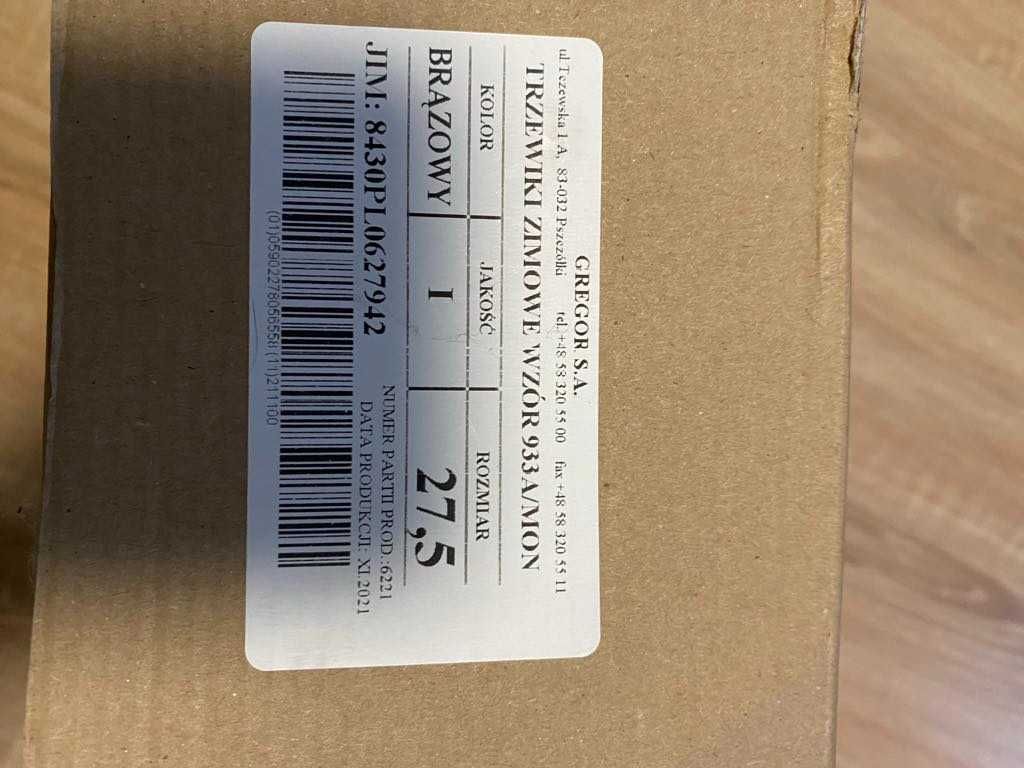 GREGOR S.A.
ul.Tczewska 1 A, 83-032 Pszczółki tel. +48 58 320 55 00 fax +48 58 320 55 11
TRZEWIKI ZIMOWE WZÓR 933A/MON
KOLOR JAKOŚĆ ROZMIAR
BRĄZOWY I 27,5
NUMER PARTII PROD.:6221
JIM: 8430PL0627942 DATA PRODUKCJI: XI.2021
(01)05902278056558(11)211100